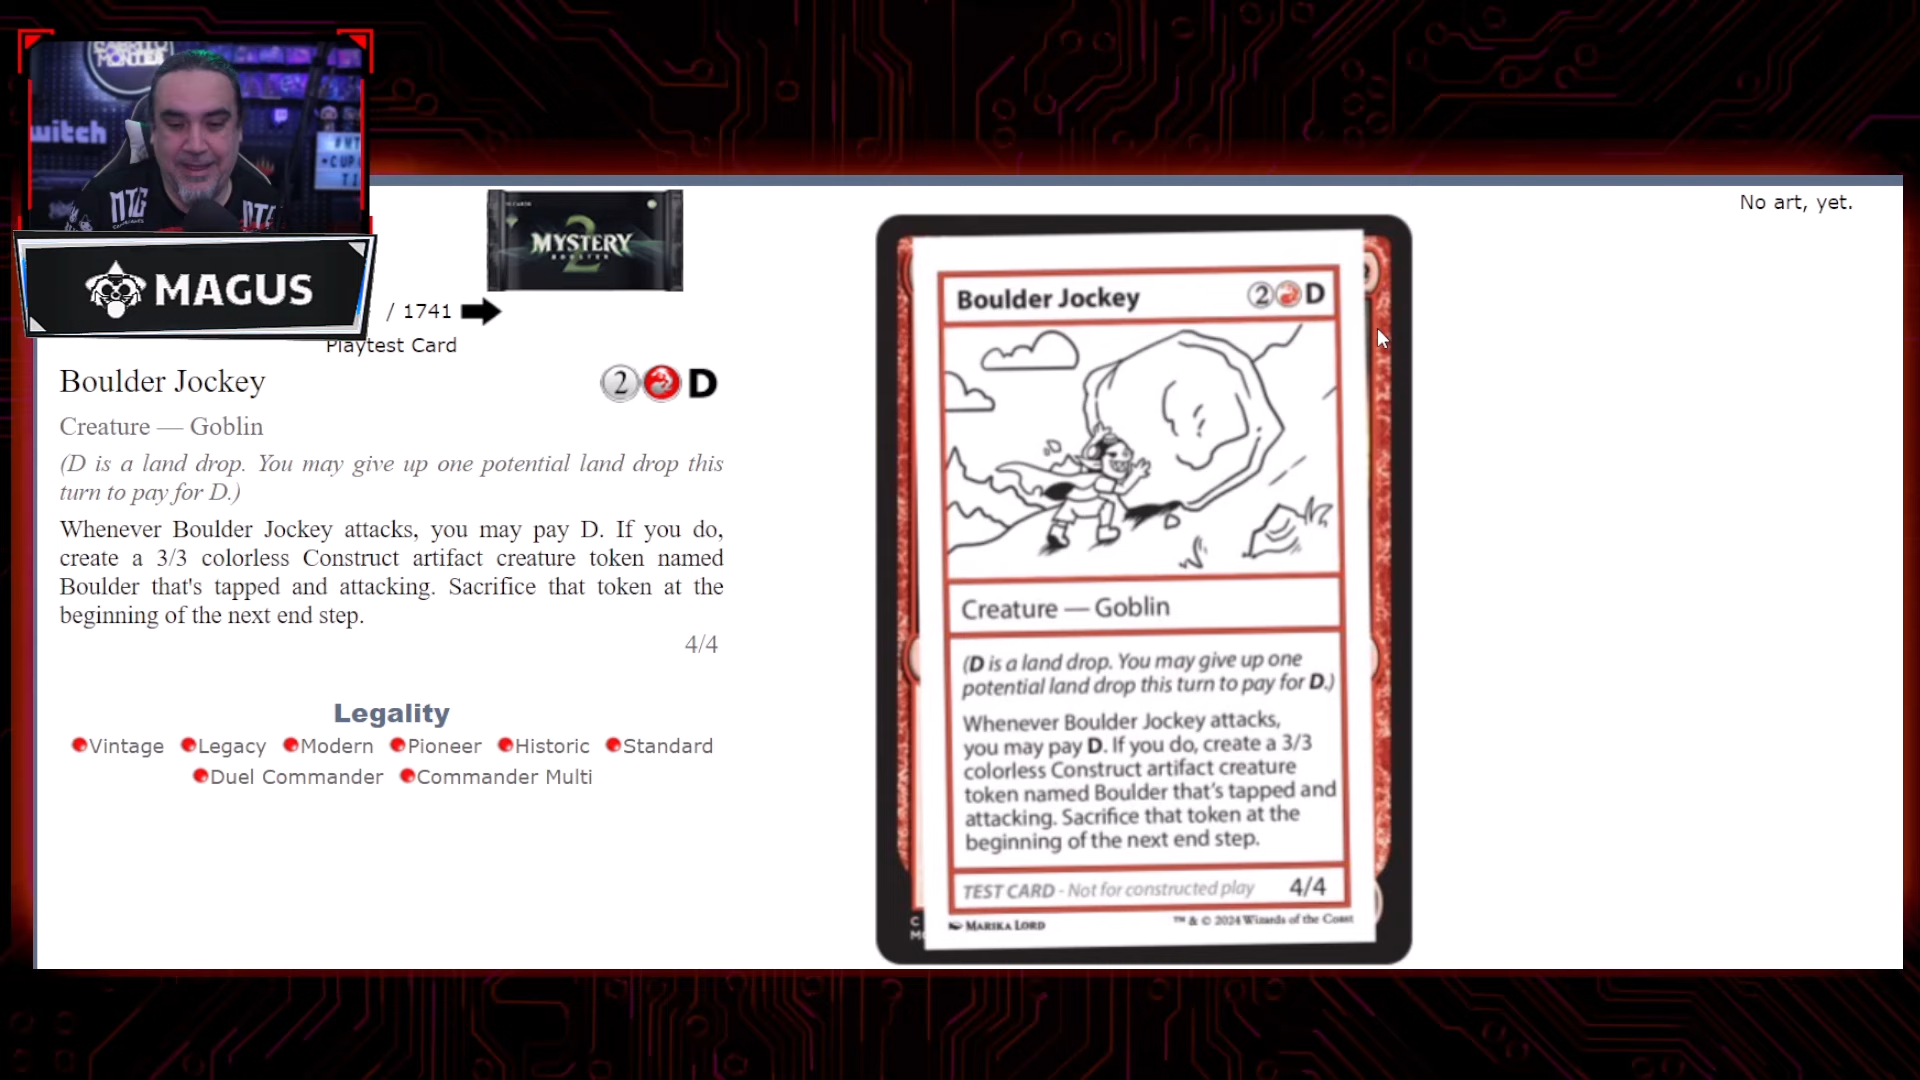 witch
MTG
MAGUS
MYSTERY
2
BOOSTER
No art, yet.
/ 1741
Playtest Card
Boulder Jockey
2 D
Creature — Goblin
(D is a land drop. You may give up one potential land drop this
turn to pay for D.)
Whenever Boulder Jockey attacks, you may pay D. If you do,
create a 3/3 colorless Construct artifact creature token named
Boulder that's tapped and attacking. Sacrifice that token at the
beginning of the next end step.
4/4
Legality
Vintage Legacy Modern Pioneer Historic Standard
Duel Commander Commander Multi
Boulder Jockey 2 D
Creature — Goblin
(D is a land drop. You may give up one
potential land drop this turn to pay for D.)
Whenever Boulder Jockey attacks,
you may pay D. If you do, create a 3/3
colorless Construct artifact creature
token named Boulder that's tapped and
attacking. Sacrifice that token at the
beginning of the next end step.
TEST CARD - Not for constructed play 4/4
MARIKA LORD ™ & © 2024 Wizards of the Coast